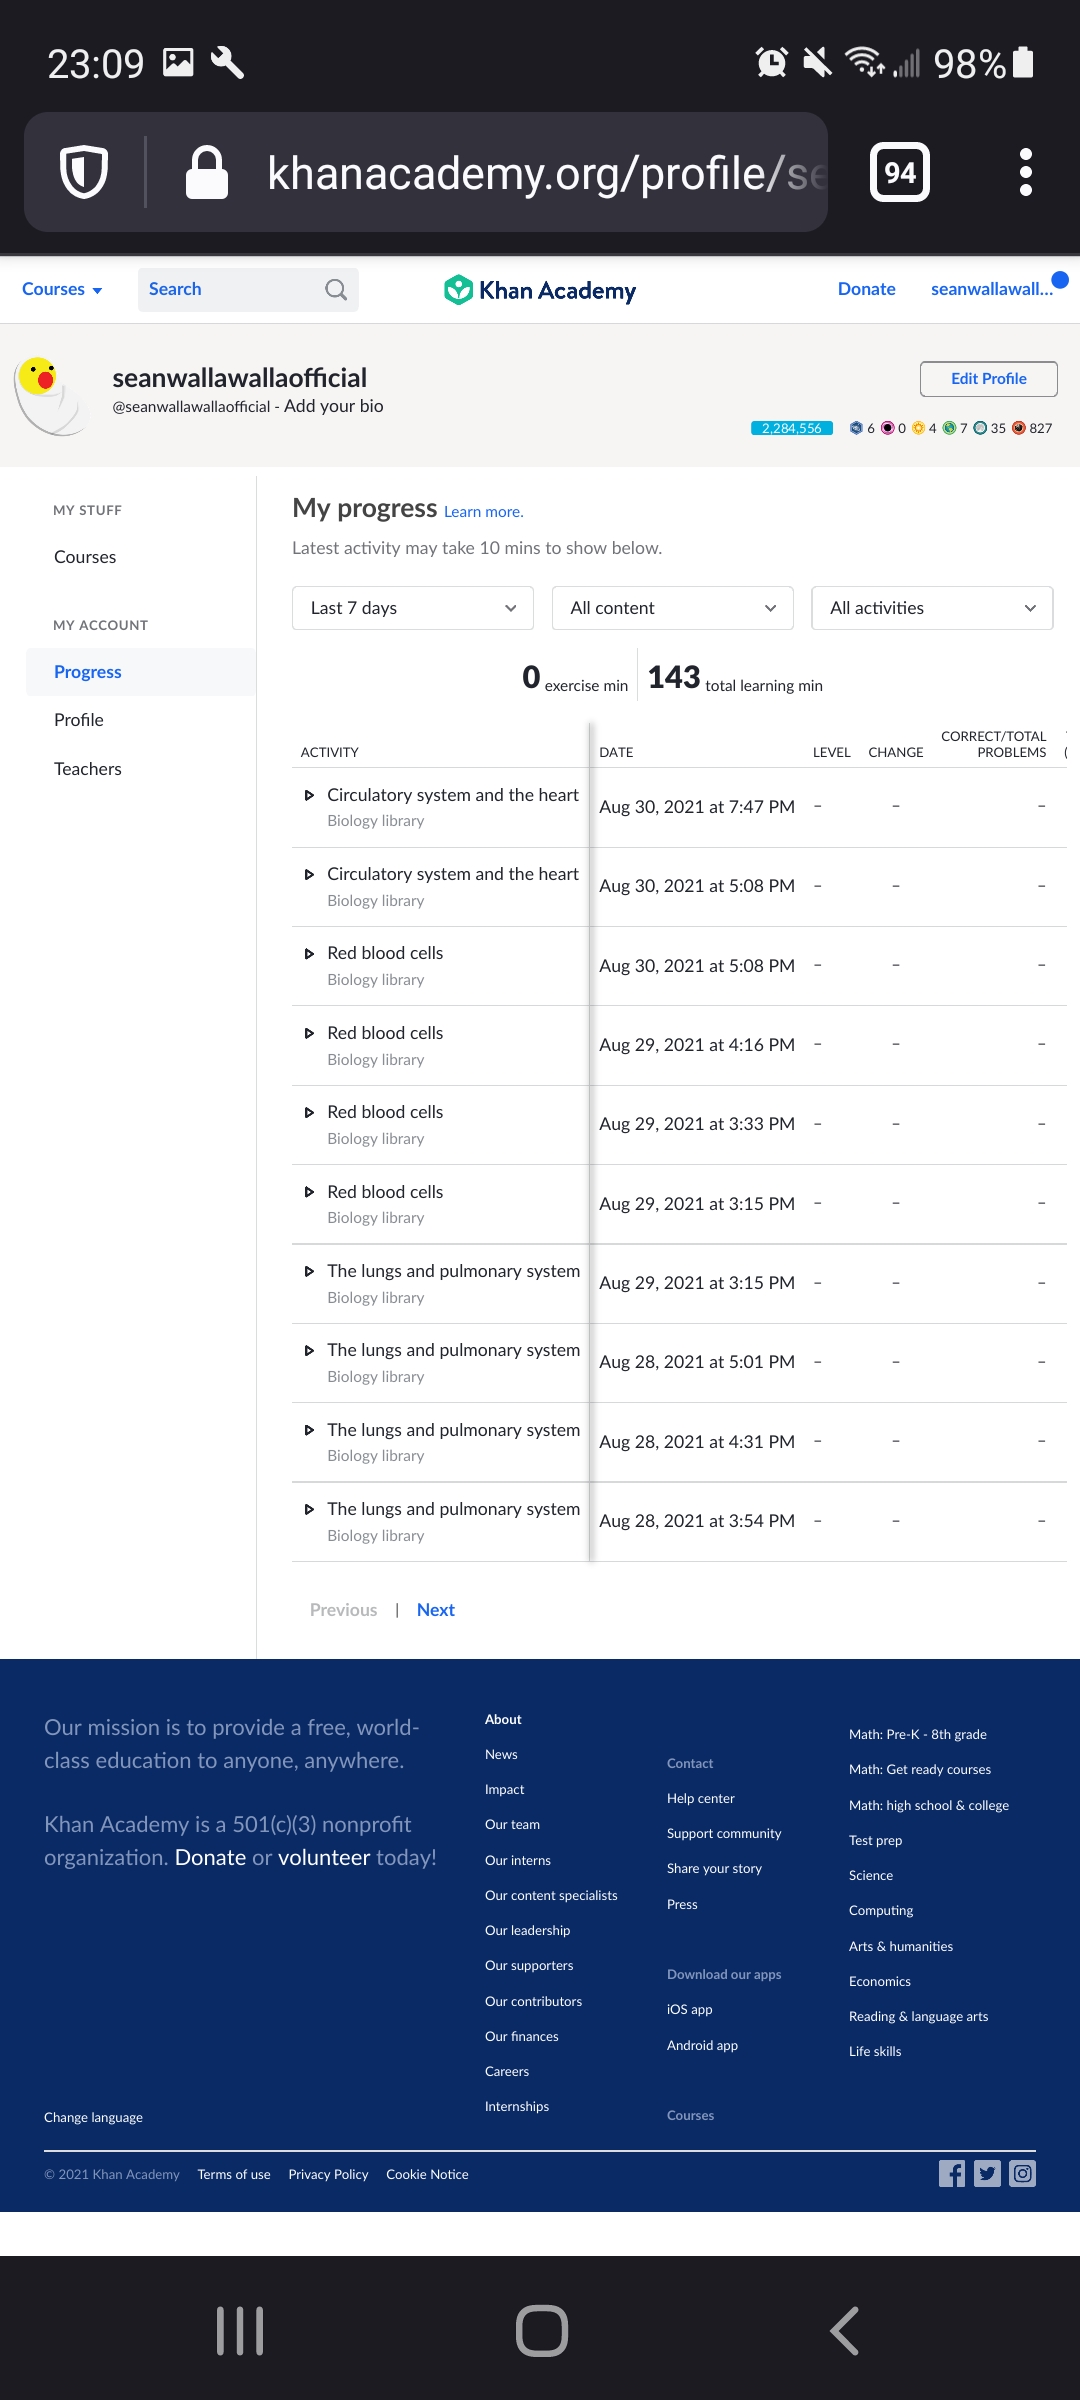 23:09
98%
khanacademy.org/profile/se
94
Courses
Search
Khan Academy
Donate
seanwallawall...
seanwallawallaofficial
@seanwallawallaofficial - Add your bio
Edit Profile
2,284,556 6 0 4 7 35 827
MY STUFF
Courses
MY ACCOUNT
Progress
Profile
Teachers
My progress Learn more.
Latest activity may take 10 mins to show below.
Last 7 days
All content
All activities
0 exercise min
143 total learning min
ACTIVITY DATE LEVEL CHANGE CORRECT/TOTAL PROBLEMS
Circulatory system and the heart
Biology library
Aug 30, 2021 at 7:47 PM – – –
Circulatory system and the heart
Biology library
Aug 30, 2021 at 5:08 PM – – –
Red blood cells
Biology library
Aug 30, 2021 at 5:08 PM – – –
Red blood cells
Biology library
Aug 29, 2021 at 4:16 PM – – –
Red blood cells
Biology library
Aug 29, 2021 at 3:33 PM – – –
Red blood cells
Biology library
Aug 29, 2021 at 3:15 PM – – –
The lungs and pulmonary system
Biology library
Aug 29, 2021 at 3:15 PM – – –
The lungs and pulmonary system
Biology library
Aug 28, 2021 at 5:01 PM – – –
The lungs and pulmonary system
Biology library
Aug 28, 2021 at 4:31 PM – – –
The lungs and pulmonary system
Biology library
Aug 28, 2021 at 3:54 PM – – –
Previous | Next
Our mission is to provide a free, world-
class education to anyone, anywhere.
Khan Academy is a 501(c)(3) nonprofit
organization. Donate or volunteer today!
About
News
Impact
Our team
Our interns
Our content specialists
Our leadership
Our supporters
Our contributors
Our finances
Careers
Internships
Contact
Help center
Support community
Share your story
Press
Download our apps
iOS app
Android app
Courses
Math: Pre-K - 8th grade
Math: Get ready courses
Math: high school & college
Test prep
Science
Computing
Arts & humanities
Economics
Reading & language arts
Life skills
Change language
© 2021 Khan Academy Terms of use Privacy Policy Cookie Notice